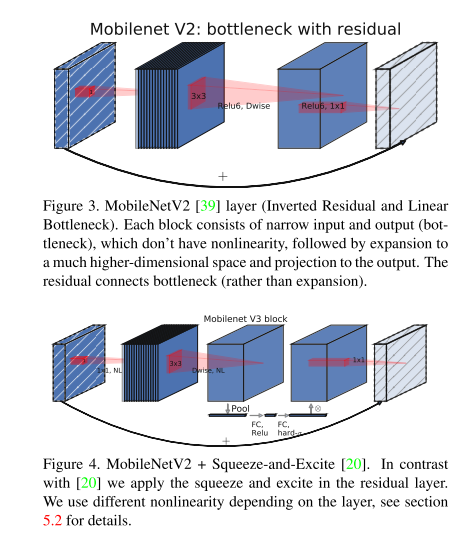 Mobilenet V2: bottleneck with residual
3x3
Relu6, Dwise
Relu6, 1x1
+
Figure 3. MobileNetV2 [39] layer (Inverted Residual and Linear
Bottleneck). Each block consists of narrow input and output (bot-
tleneck), which don't have nonlinearity, followed by expansion to
a much higher-dimensional space and projection to the output. The
residual connects bottleneck (rather than expansion).
Mobilenet V3 block
1x1, NL
3x3
Dwise, NL
1x1
Pool
⊗
FC,
Relu
FC,
hard-σ
+
Figure 4. MobileNetV2 + Squeeze-and-Excite [20]. In contrast
with [20] we apply the squeeze and excite in the residual layer.
We use different nonlinearity depending on the layer, see section
5.2 for details.